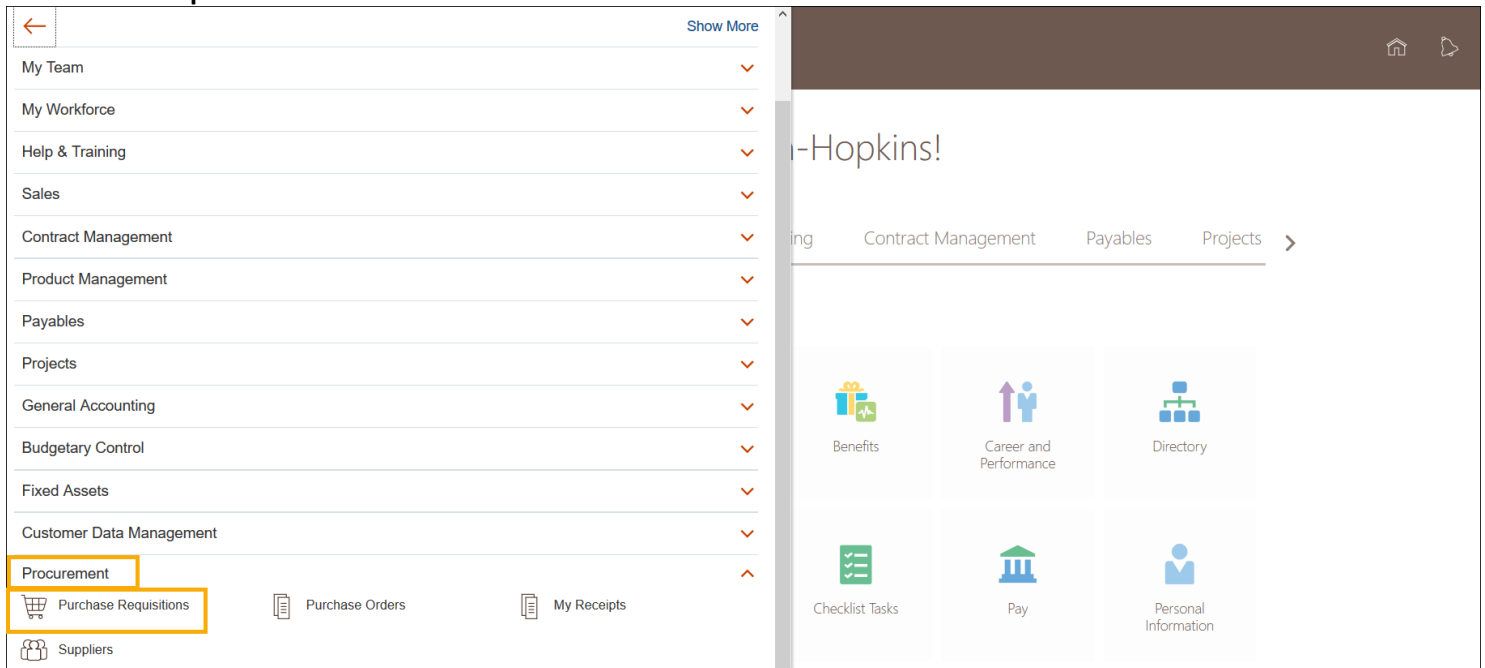 Show More
My Team
My Workforce
Help & Training
Sales
Contract Management
Product Management
Payables
Projects
General Accounting
Budgetary Control
Fixed Assets
Customer Data Management
Procurement
Purchase Requisitions Purchase Orders My Receipts
Suppliers
-Hopkins!
ing Contract Management Payables Projects
Benefits Career and Performance Directory
Checklist Tasks Pay Personal Information